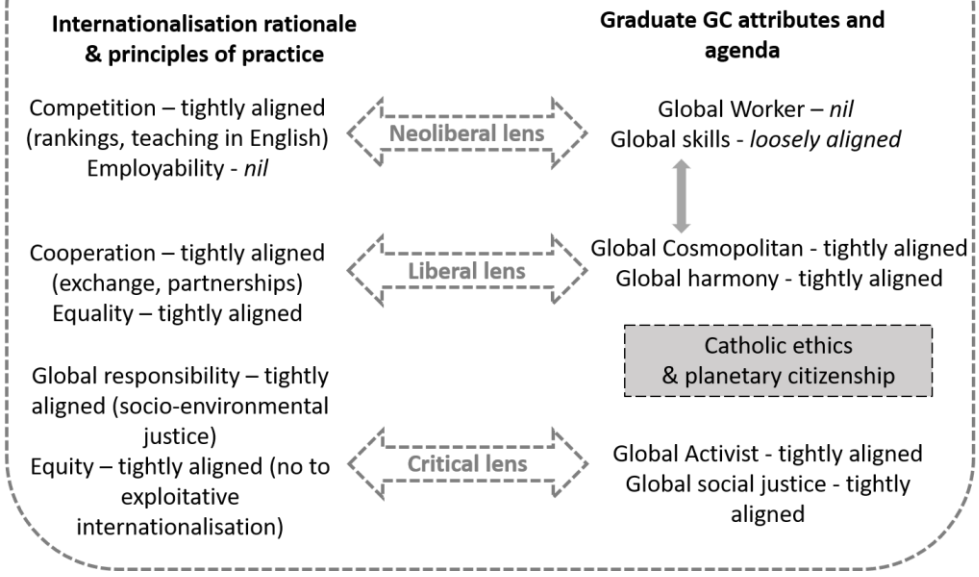 Internationalisation rationale
& principles of practice
Graduate GC attributes and
agenda
Competition – tightly aligned
(rankings, teaching in English)
Employability - nil
Neoliberal lens
Global Worker – nil
Global skills - loosely aligned
Cooperation – tightly aligned
(exchange, partnerships)
Equality – tightly aligned
Liberal lens
Global Cosmopolitan - tightly aligned
Global harmony - tightly aligned
Catholic ethics
& planetary citizenship
Global responsibility – tightly
aligned (socio-environmental
justice)
Equity – tightly aligned (no to
exploitative
internationalisation)
Critical lens
Global Activist - tightly aligned
Global social justice - tightly
aligned